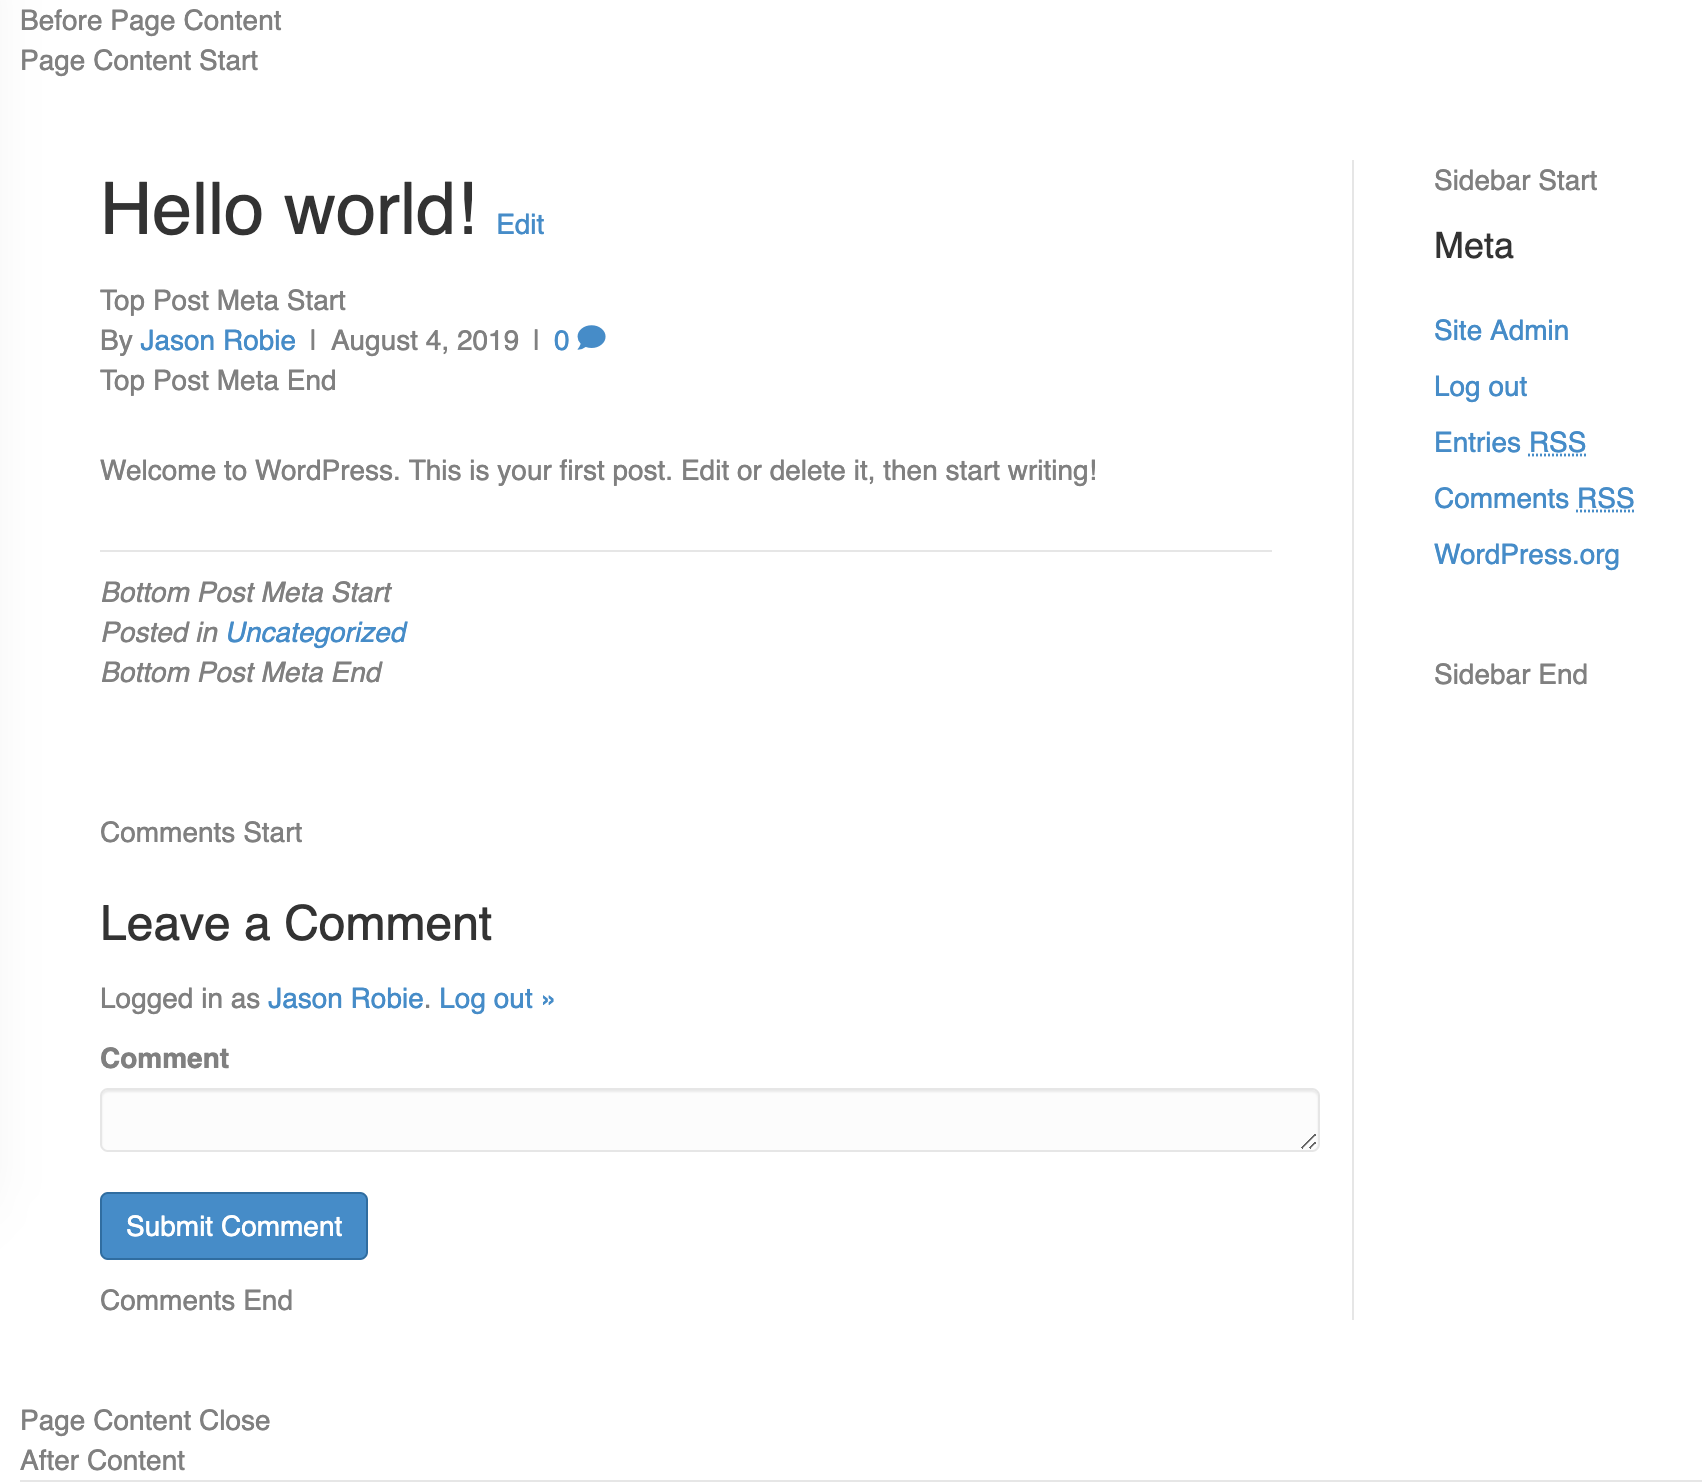 Before Page Content
Page Content Start
Hello world! Edit
Top Post Meta Start
By Jason Robie | August 4, 2019 | 0
Top Post Meta End
Welcome to WordPress. This is your first post. Edit or delete it, then start writing!
Bottom Post Meta Start
Posted in Uncategorized
Bottom Post Meta End
Comments Start
Leave a Comment
Logged in as Jason Robie. Log out »
Comment
Submit Comment
Comments End
Sidebar Start
Meta
Site Admin
Log out
Entries RSS
Comments RSS
WordPress.org
Sidebar End
Page Content Close
After Content